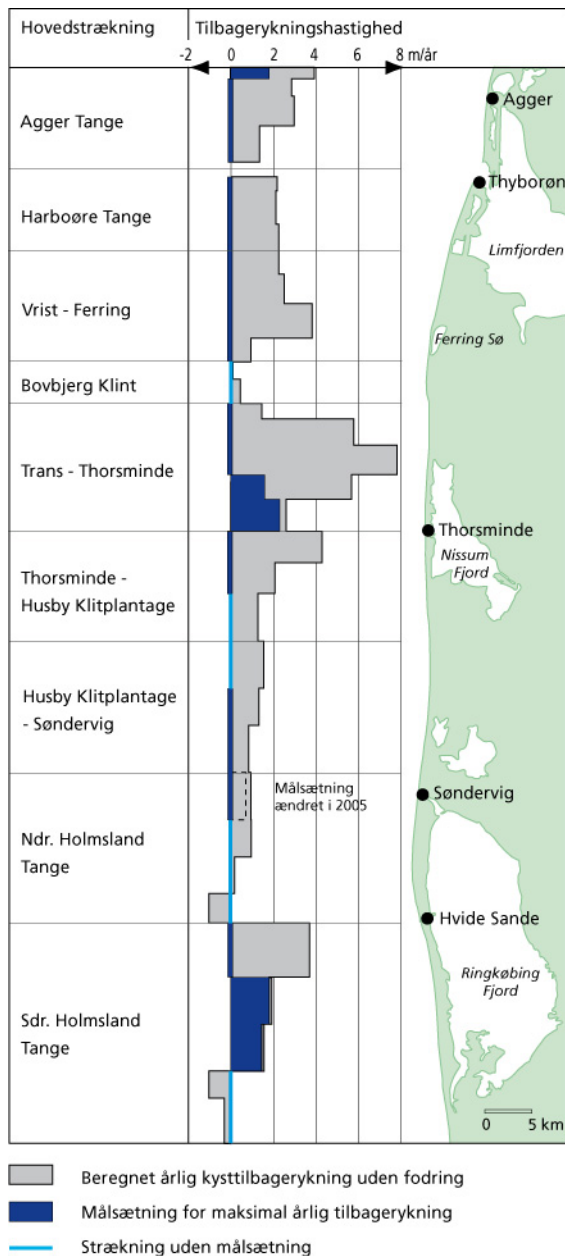 Hovedstrækning
Tilbagerykningshastighed
-2 0 2 4 6 8 m/år
Agger Tange
Harboøre Tange
Vrist - Ferring
Bovbjerg Klint
Trans - Thorsminde
Thorsminde -
Husby Klitplantage
Husby Klitplantage
- Søndervig
Målsætning
ændret i 2005
Ndr. Holmsland
Tange
Sdr. Holmsland
Tange
Agger
Thyborøn
Limfjorden
Ferring Sø
Thorsminde
Nissum
Fjord
Søndervig
Hvide Sande
Ringkøbing
Fjord
0 5 km
Beregnet årlig kysttilbagerykning uden fodring
Målsætning for maksimal årlig tilbagerykning
Strækning uden målsætning